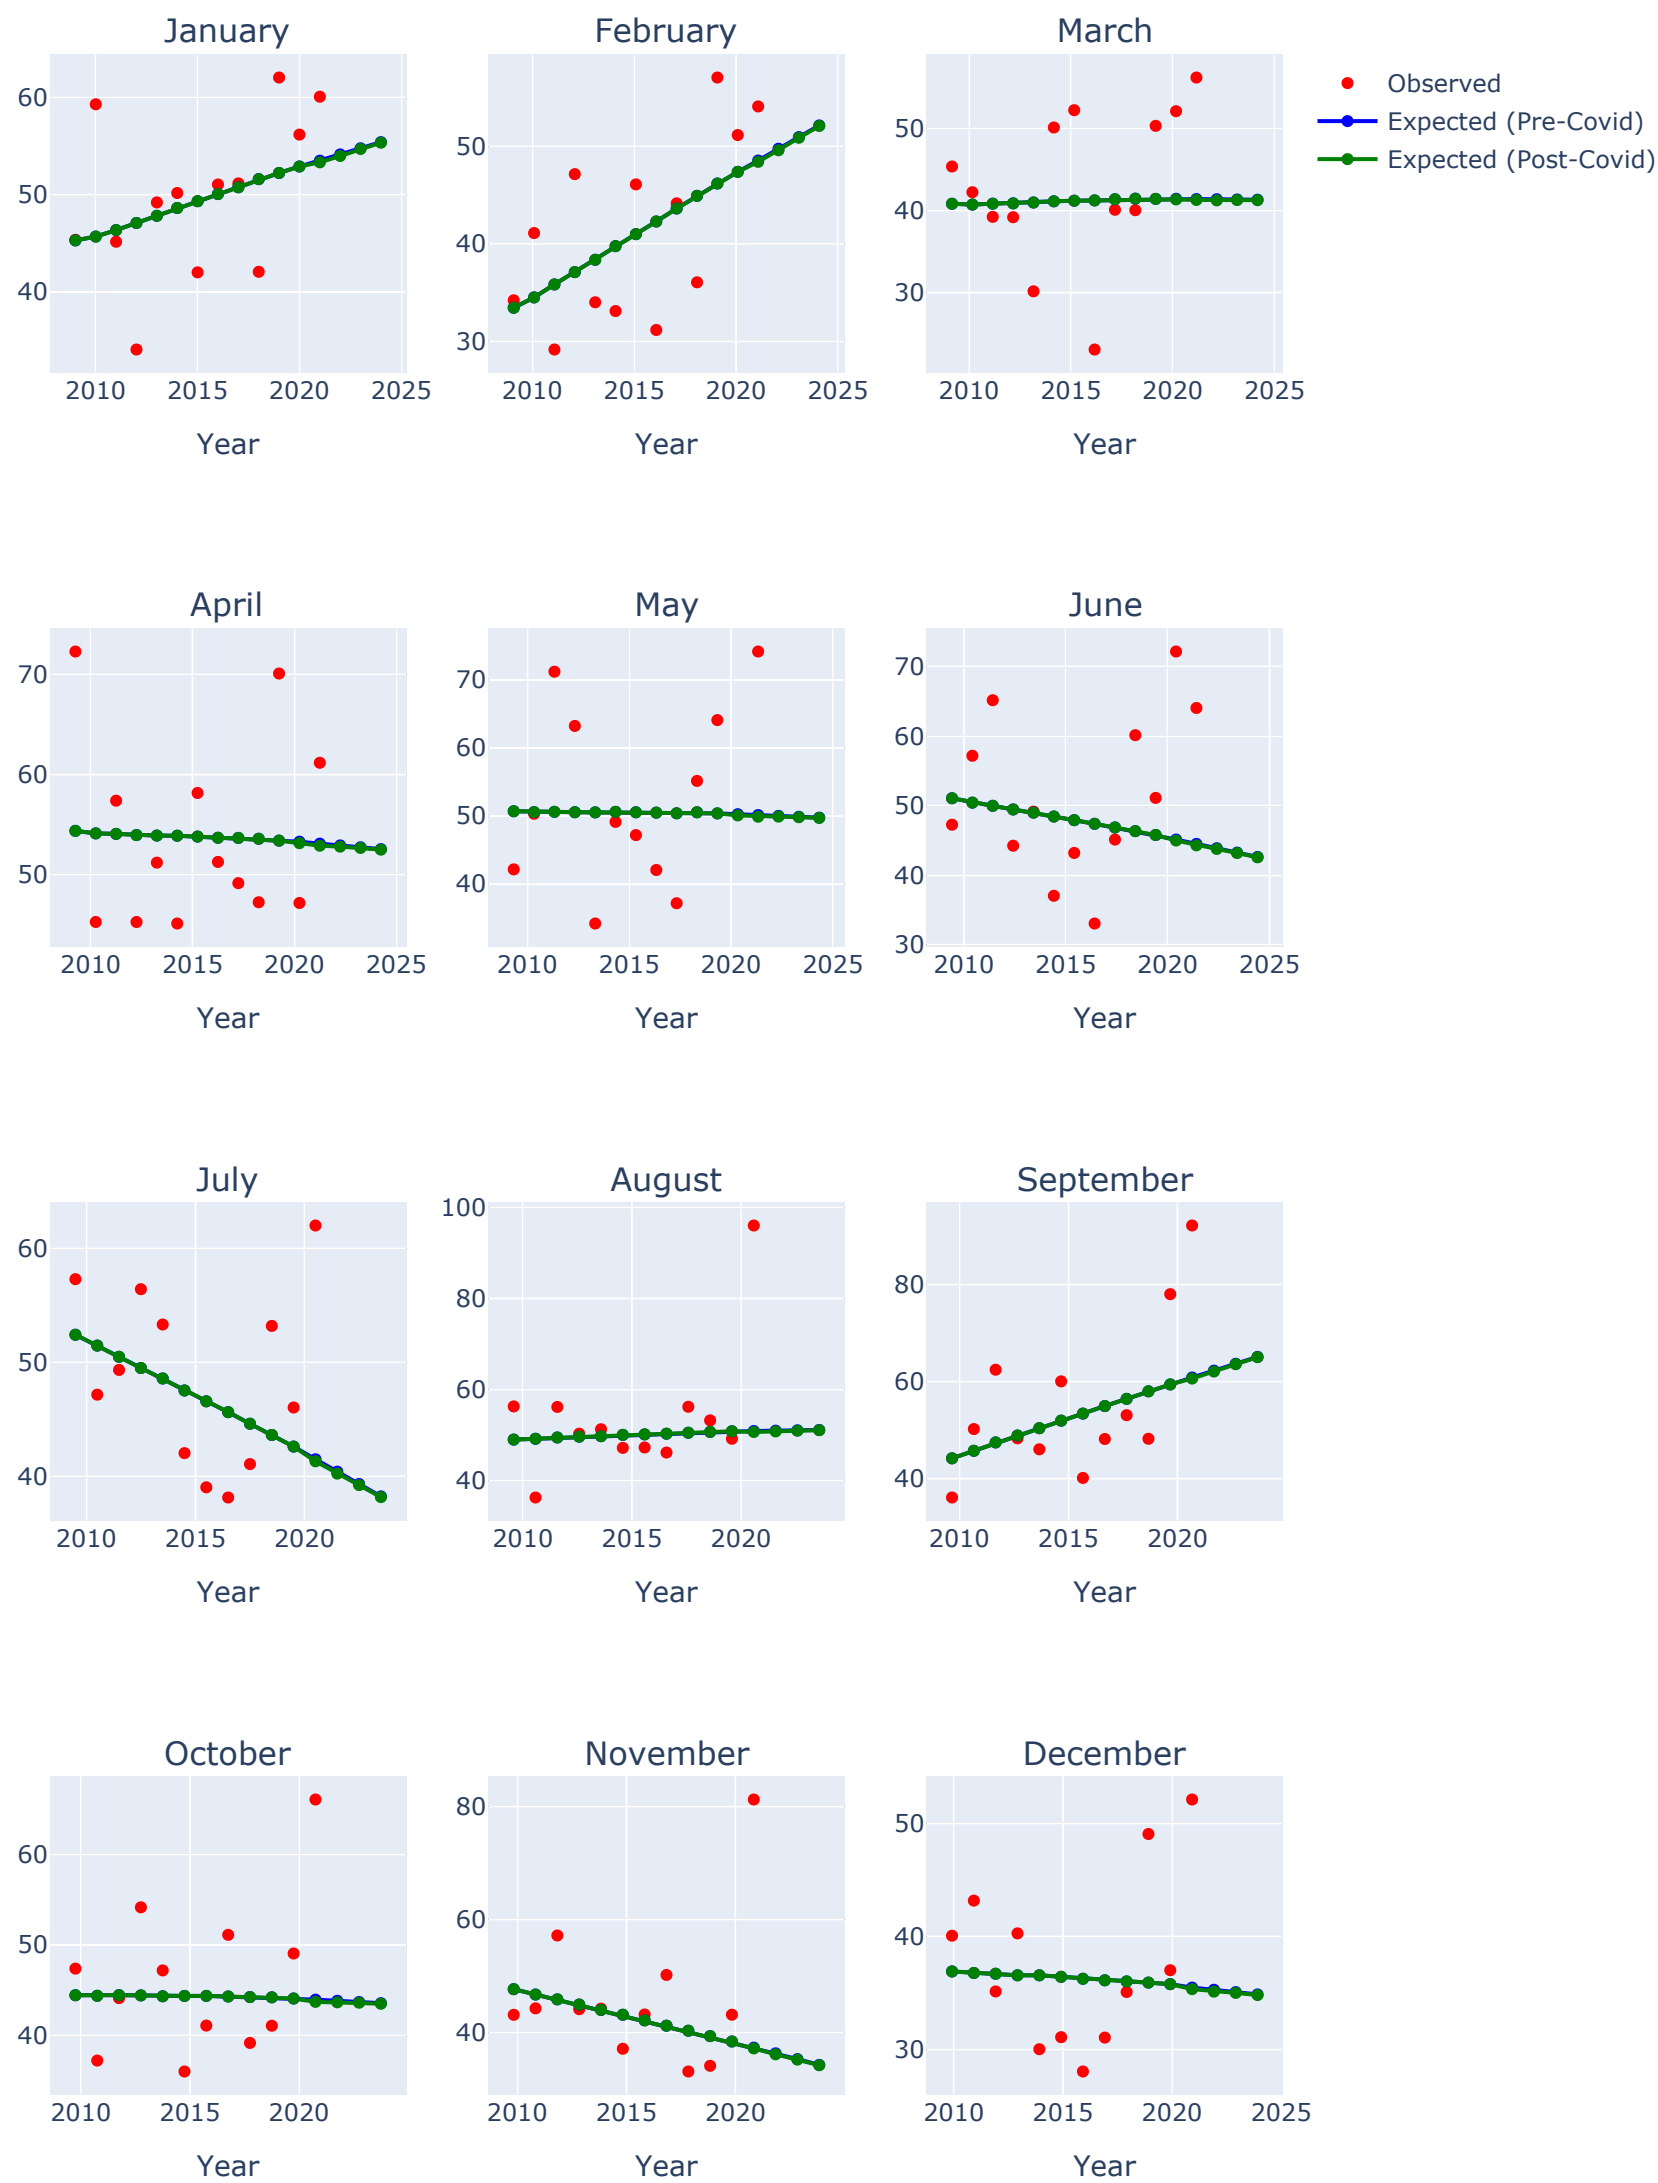 January February March
60
50
40
2010 2015 2020 2025
Year
50
40
30
2010 2015 2020 2025
Year
50
40
30
2010 2015 2020 2025
Year
Observed
Expected (Pre-Covid)
Expected (Post-Covid)
April May June
70
60
50
2010 2015 2020 2025
Year
70
60
50
40
2010 2015 2020 2025
Year
70
60
50
40
30
2010 2015 2020 2025
Year
July August September
60
50
40
2010 2015 2020
Year
100
80
60
40
2010 2015 2020
Year
80
60
40
2010 2015 2020
Year
October November December
60
50
40
2010 2015 2020
Year
80
60
40
2010 2015 2020
Year
50
40
30
2010 2015 2020 2025
Year